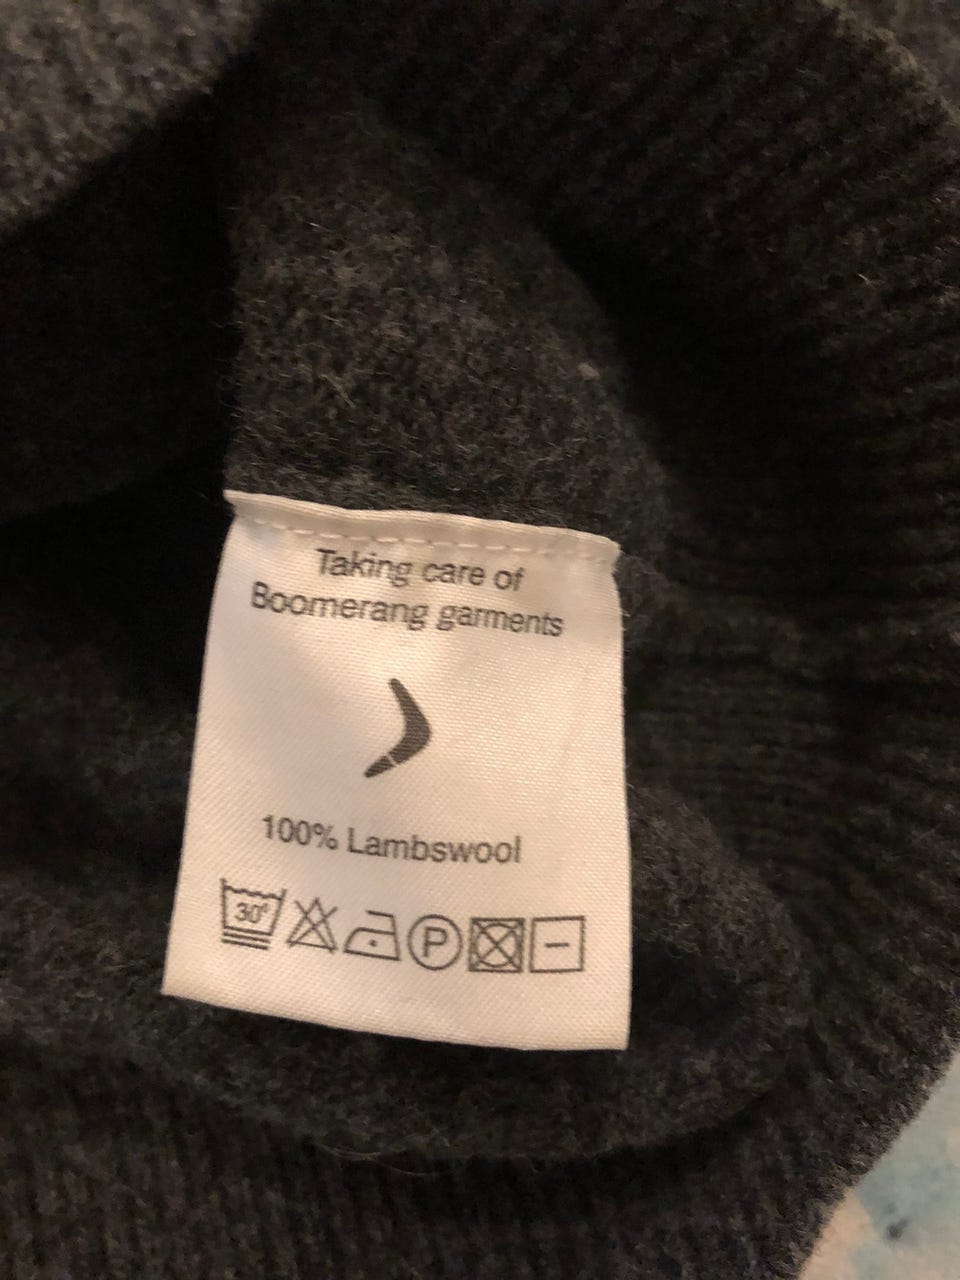 Taking care of
Boomerang garments
100% Lambswool
30° P